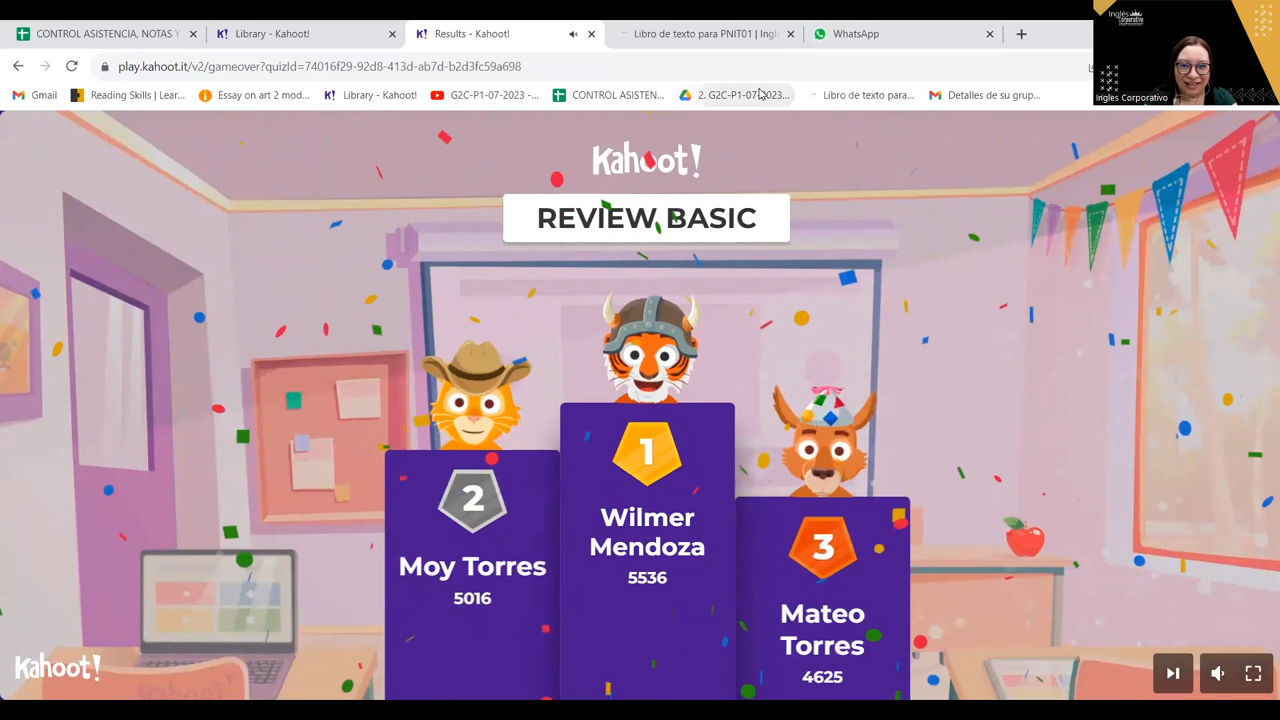 CONTROL ASISTENCIA, NOTAS Y
Library - Kahoot!
Results - Kahoot!
Libro de texto para PNIT01 | Ingl
WhatsApp
play.kahoot.it/v2/gameover?quizId=74016f29-92d8-413d-ab7d-b2d3fc59a698
Gmail
Reading Skills | Lear...
Essay on art 2 mod...
Library - Kahoot!
G2C-P1-07-2023 -...
CONTROL ASISTEN...
2. G2C-P1-07-2023...
Libro de texto para...
Detalles de su grup...
Inglés
Corporativo
Ingles Corporativo
Kahoot!
REVIEW BASIC
1
Wilmer
Mendoza
5536
2
Moy Torres
5016
3
Mateo
Torres
4625
Kahoot!